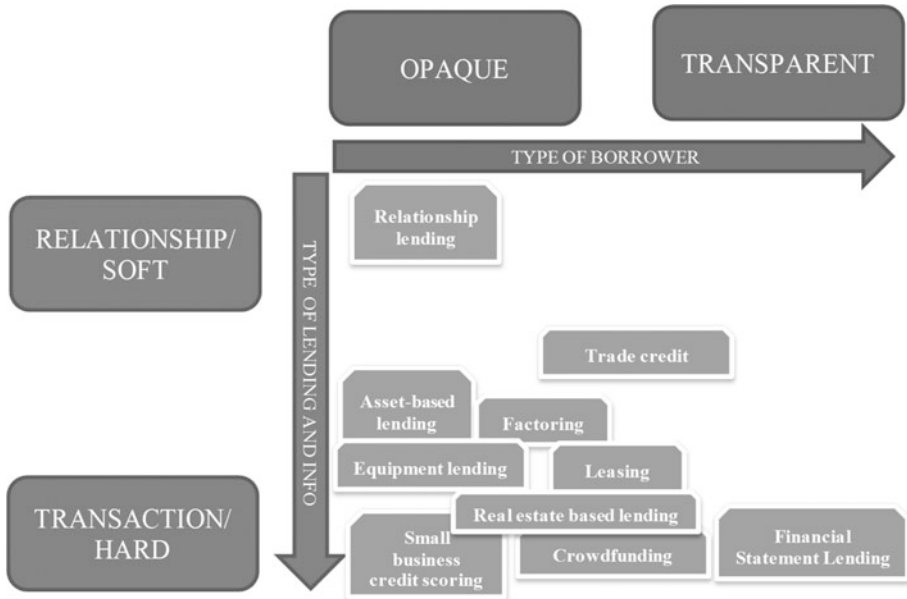 OPAQUE
TRANSPARENT
TYPE OF BORROWER
RELATIONSHIP/
SOFT
TYPE OF LENDING AND INFO
Relationship
lending
Trade credit
Asset-based
lending
Factoring
Equipment lending
Leasing
TRANSACTION/
HARD
Real estate based lending
Small
business
credit scoring
Crowdfunding
Financial
Statement Lending